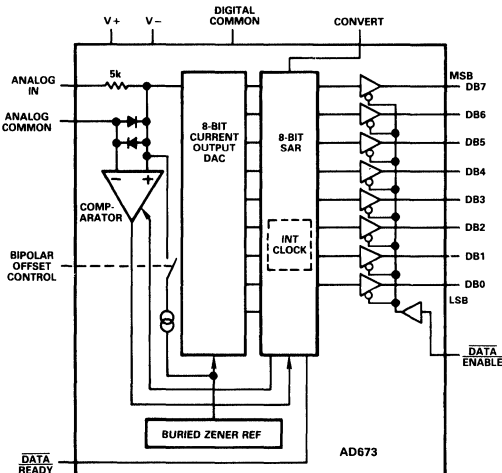 V+
V−
DIGITAL
COMMON
CONVERT
ANALOG
IN
5k
ANALOG
COMMON
8-BIT
CURRENT
OUTPUT
DAC
8-BIT
SAR
MSB
DB7
DB6
DB5
DB4
DB3
DB2
DB1
DB0
LSB
−
+
COMP-
ARATOR
INT
CLOCK
BIPOLAR
OFFSET
CONTROL
DATA
ENABLE
BURIED ZENER REF
AD673
DATA
READY